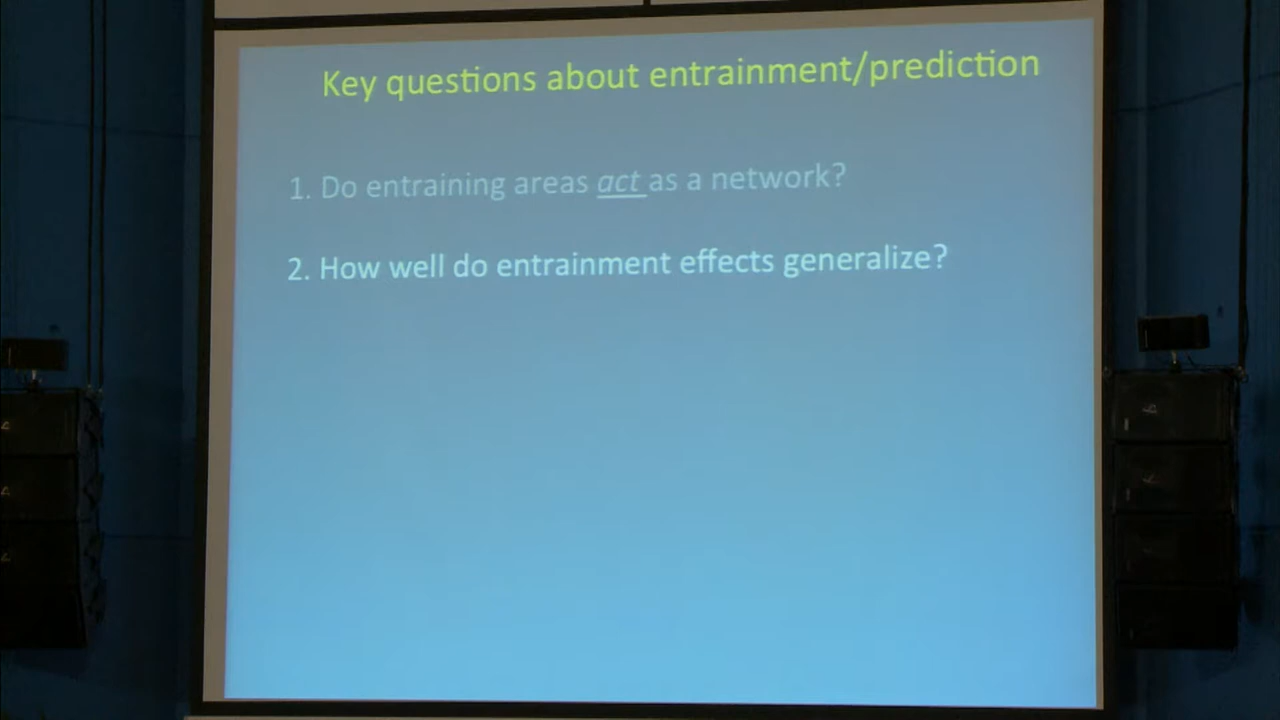 Key questions about entrainment/prediction
1. Do entraining areas act as a network?
2. How well do entrainment effects generalize?